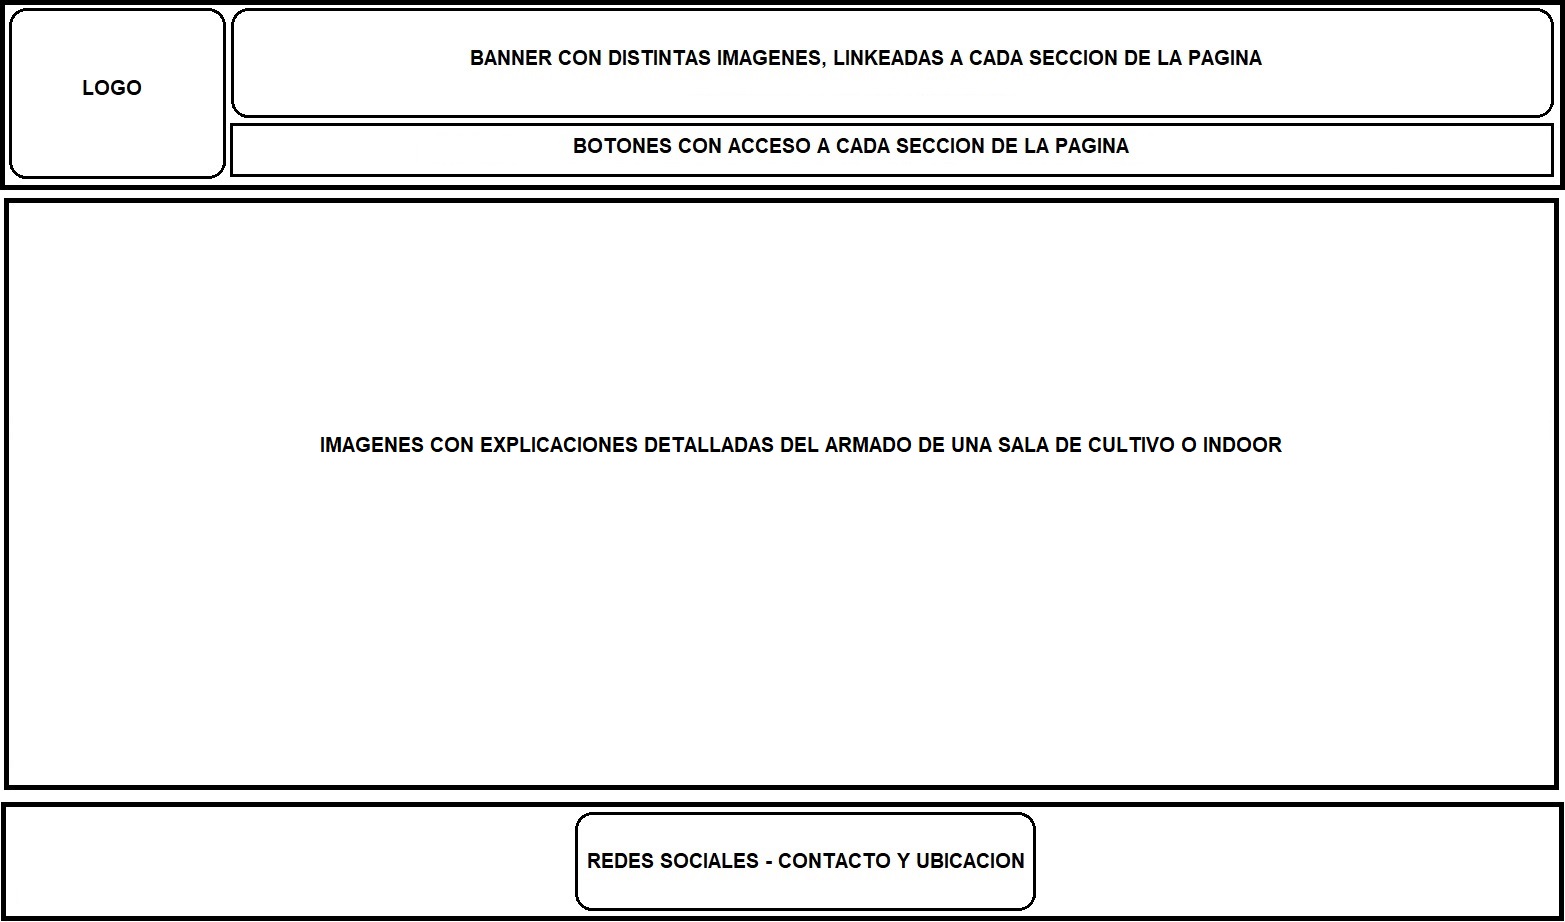 LOGO
BANNER CON DISTINTAS IMAGENES, LINKEADAS A CADA SECCION DE LA PAGINA
BOTONES CON ACCESO A CADA SECCION DE LA PAGINA
IMAGENES CON EXPLICACIONES DETALLADAS DEL ARMADO DE UNA SALA DE CULTIVO O INDOOR
REDES SOCIALES - CONTACTO Y UBICACION